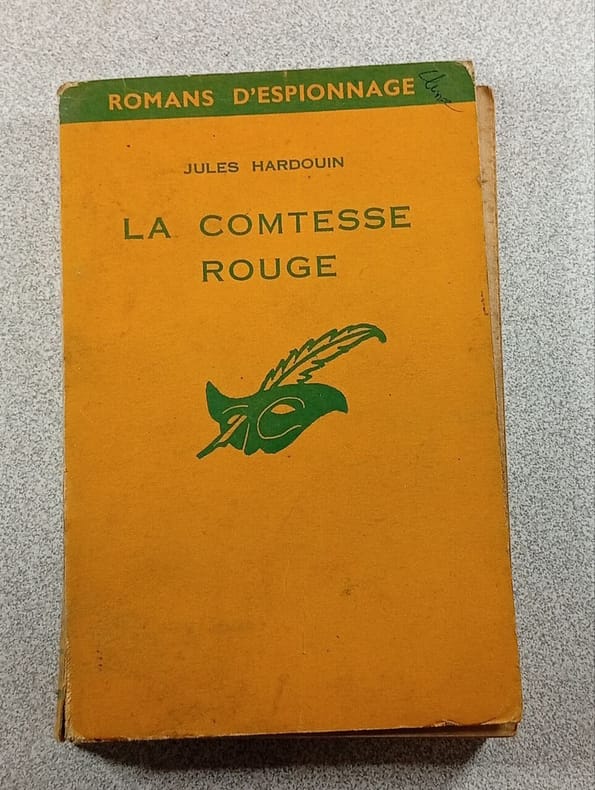 ROMANS D'ESPIONNAGE
JULES HARDOUIN
LA COMTESSE
ROUGE